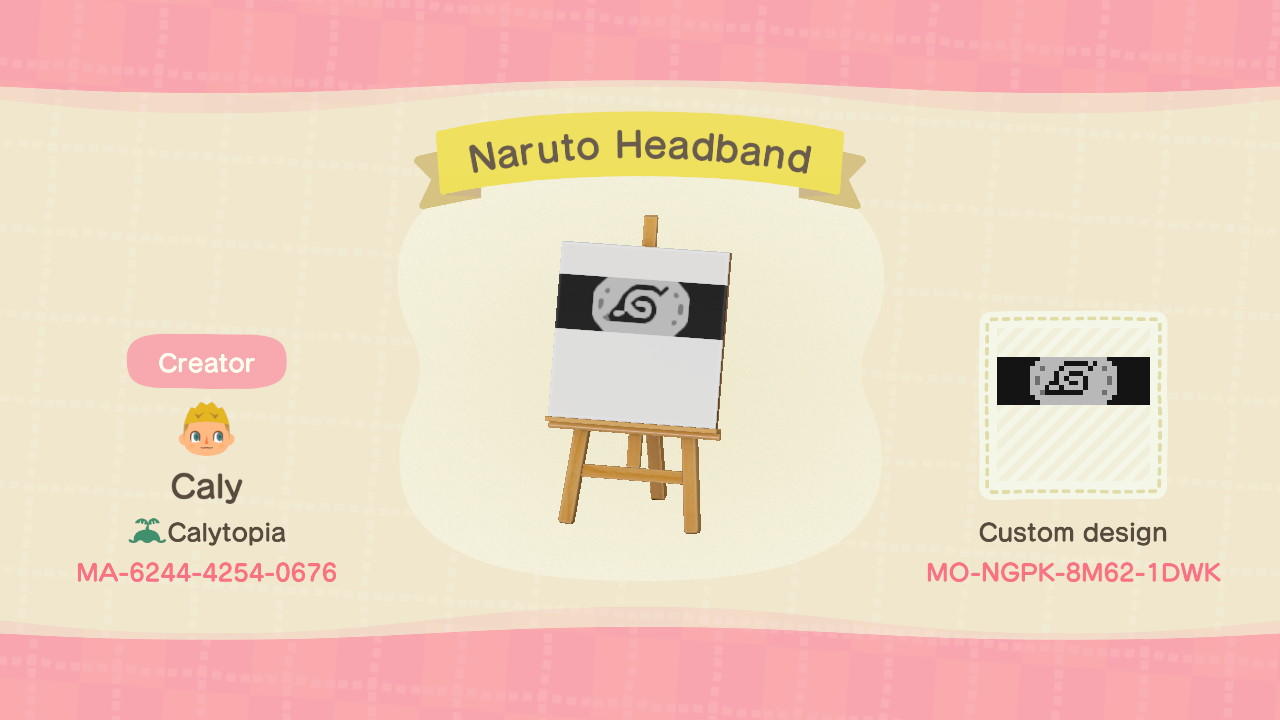 Naruto Headband
Creator
Caly
Calytopia
MA-6244-4254-0676
Custom design
MO-NGPK-8M62-1DWK